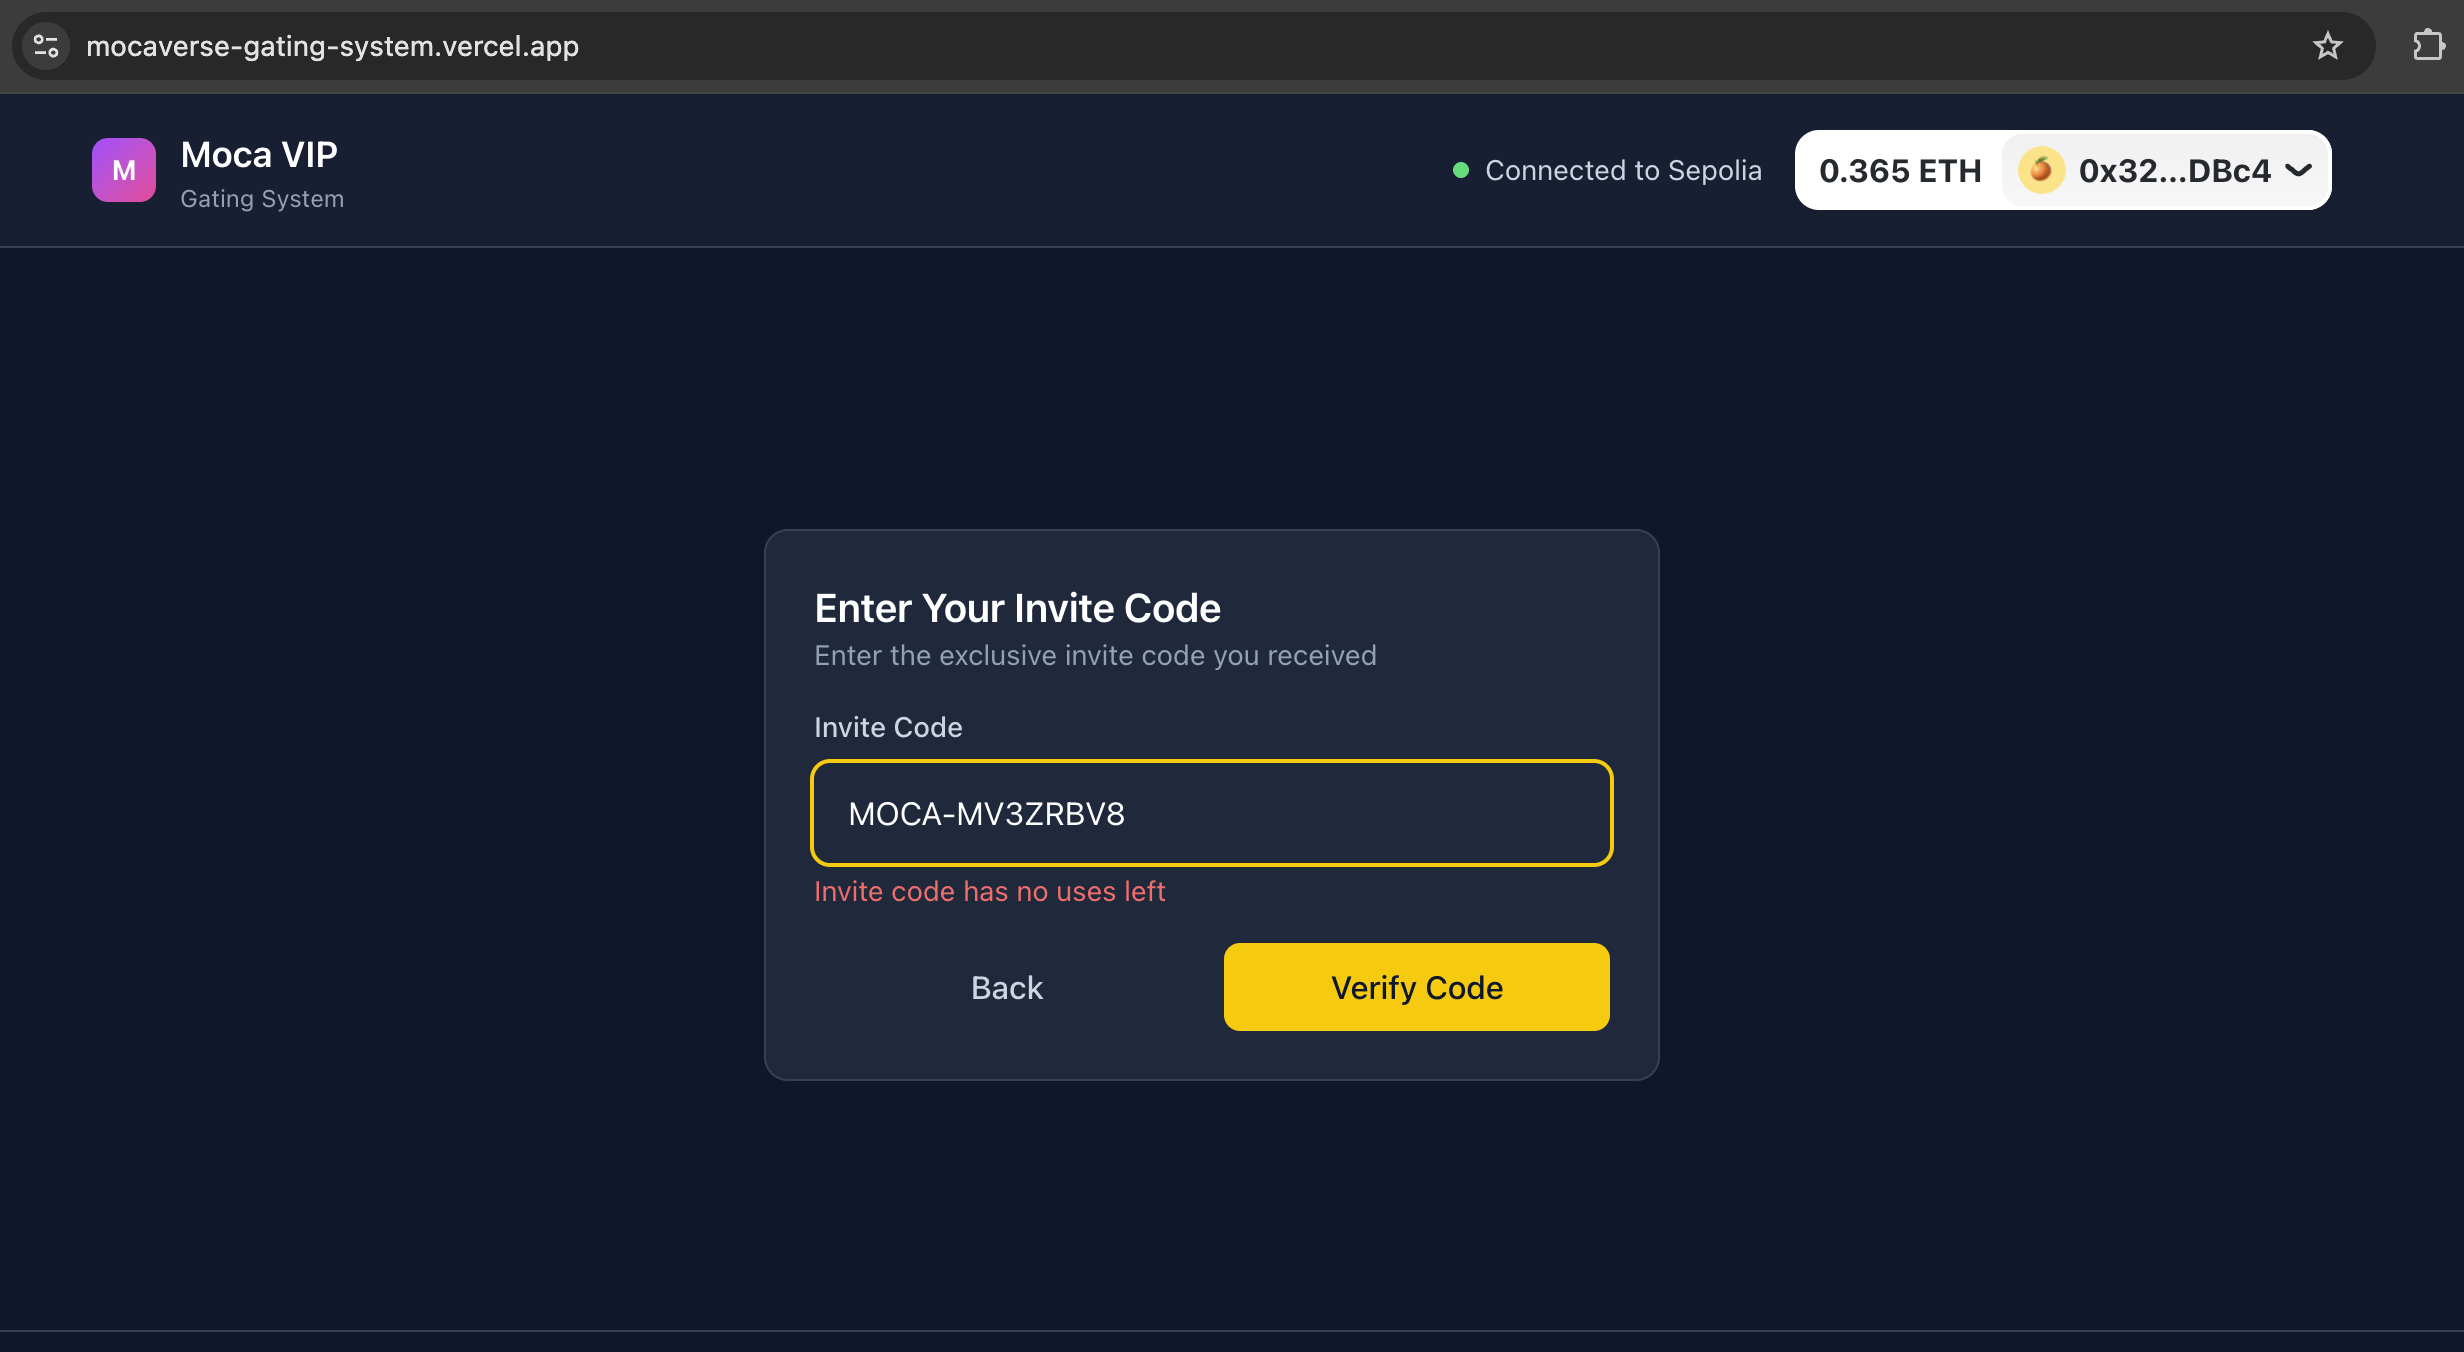 mocaverse-gating-system.vercel.app
M
Moca VIP
Gating System
Connected to Sepolia
0.365 ETH
0x32...DBc4
Enter Your Invite Code
Enter the exclusive invite code you received
Invite Code
MOCA-MV3ZRBV8
Invite code has no uses left
Back
Verify Code